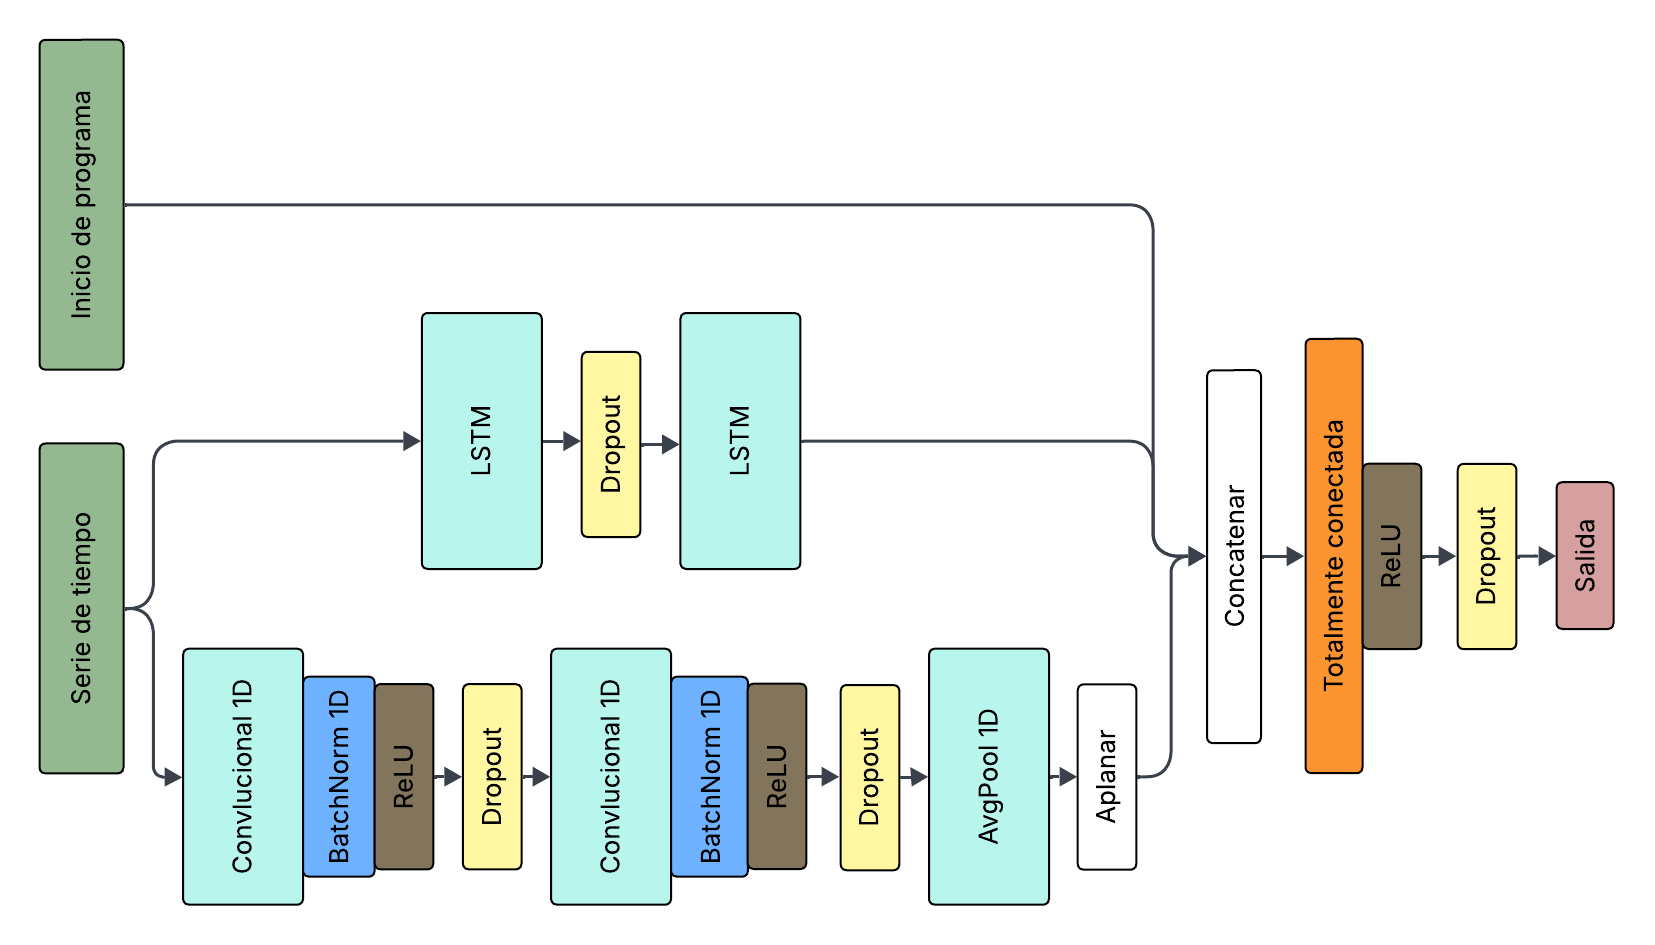 Inicio de programa
Serie de tiempo
LSTM
Dropout
LSTM
Convlucional 1D
BatchNorm 1D
ReLU
Dropout
Convlucional 1D
BatchNorm 1D
ReLU
Dropout
AvgPool 1D
Aplanar
Concatenar
Totalmente conectada
ReLU
Dropout
Salida